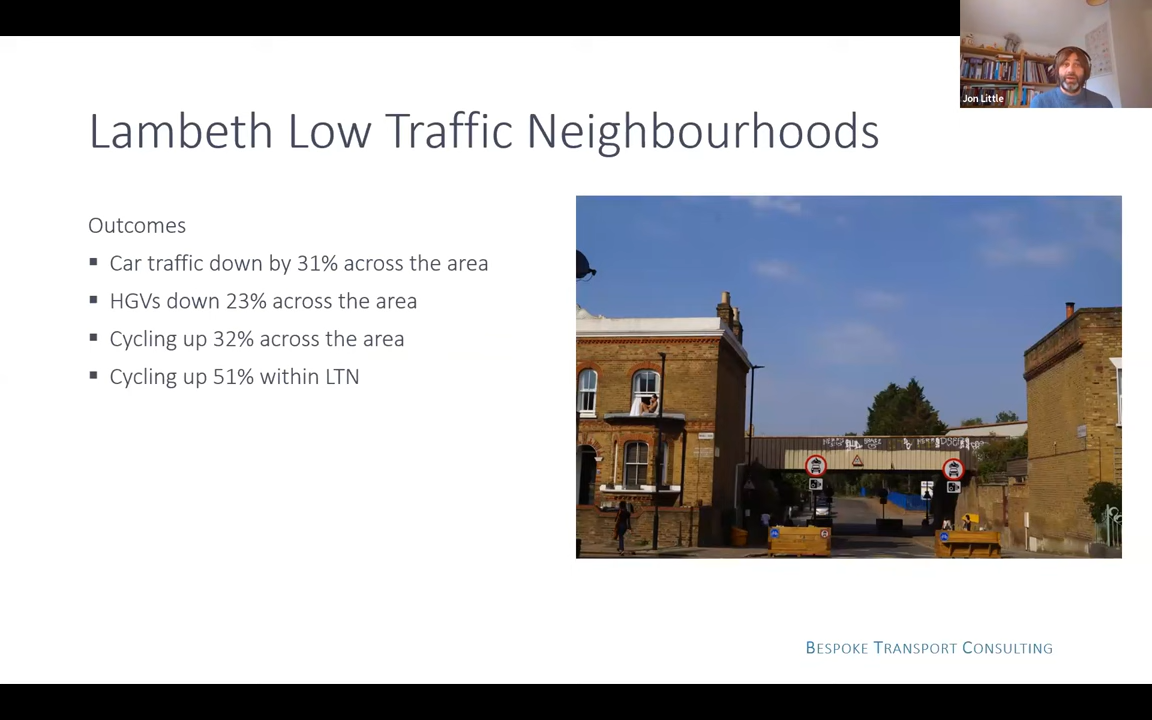 Jon Little
Lambeth Low Traffic Neighbourhoods
Outcomes
▪ Car traffic down by 31% across the area
▪ HGVs down 23% across the area
▪ Cycling up 32% across the area
▪ Cycling up 51% within LTN
BESPOKE TRANSPORT CONSULTING